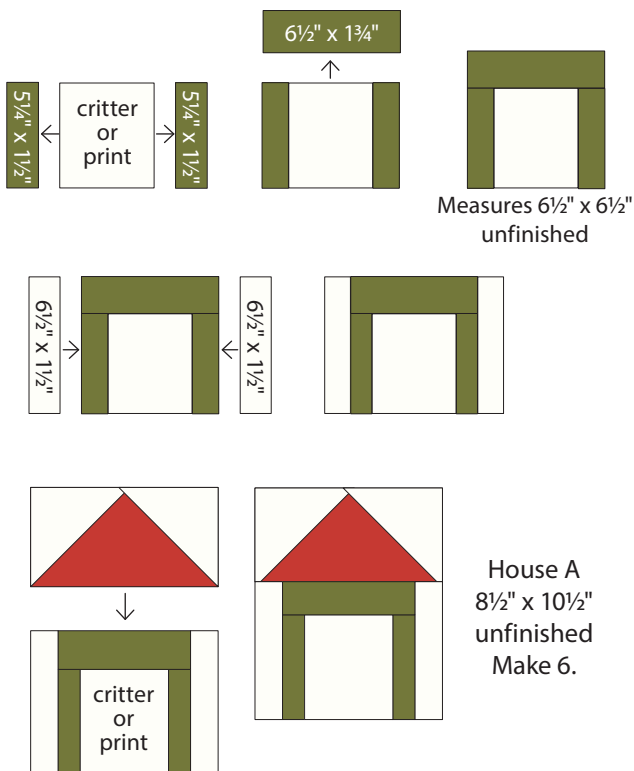 6½" x 1¾"
5¼" x 1½"
critter
or
print
5¼" x 1½"
Measures 6½" x 6½"
unfinished
6½" x 1½"
6½" x 1½"
House A
8½" x 10½"
unfinished
Make 6.
critter
or
print